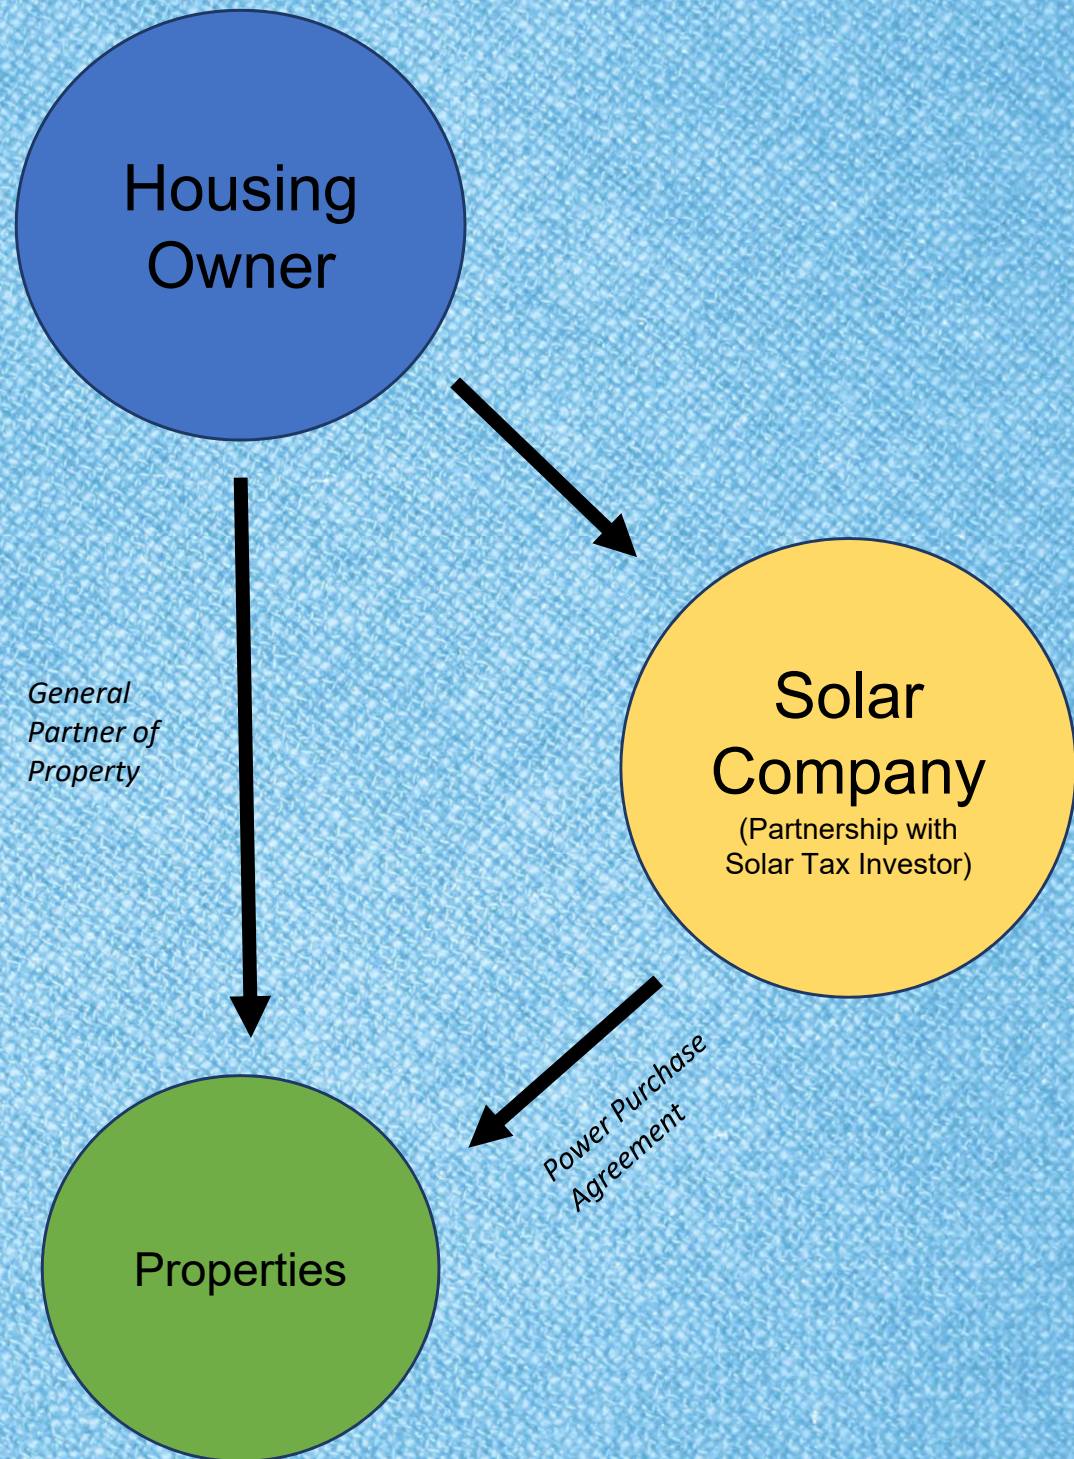 Housing
Owner
General
Partner of
Property
Solar
Company
(Partnership with
Solar Tax Investor)
Power Purchase
Agreement
Properties